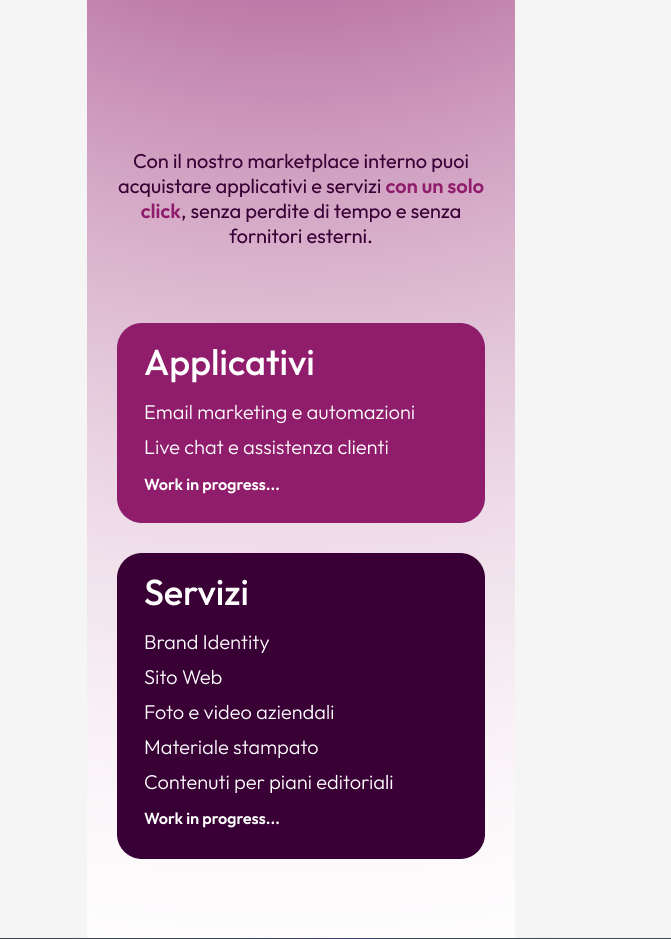 Con il nostro marketplace interno puoi
acquistare applicativi e servizi con un solo
click, senza perdite di tempo e senza
fornitori esterni.
Applicativi
Email marketing e automazioni
Live chat e assistenza clienti
Work in progress...
Servizi
Brand Identity
Sito Web
Foto e video aziendali
Materiale stampato
Contenuti per piani editoriali
Work in progress...